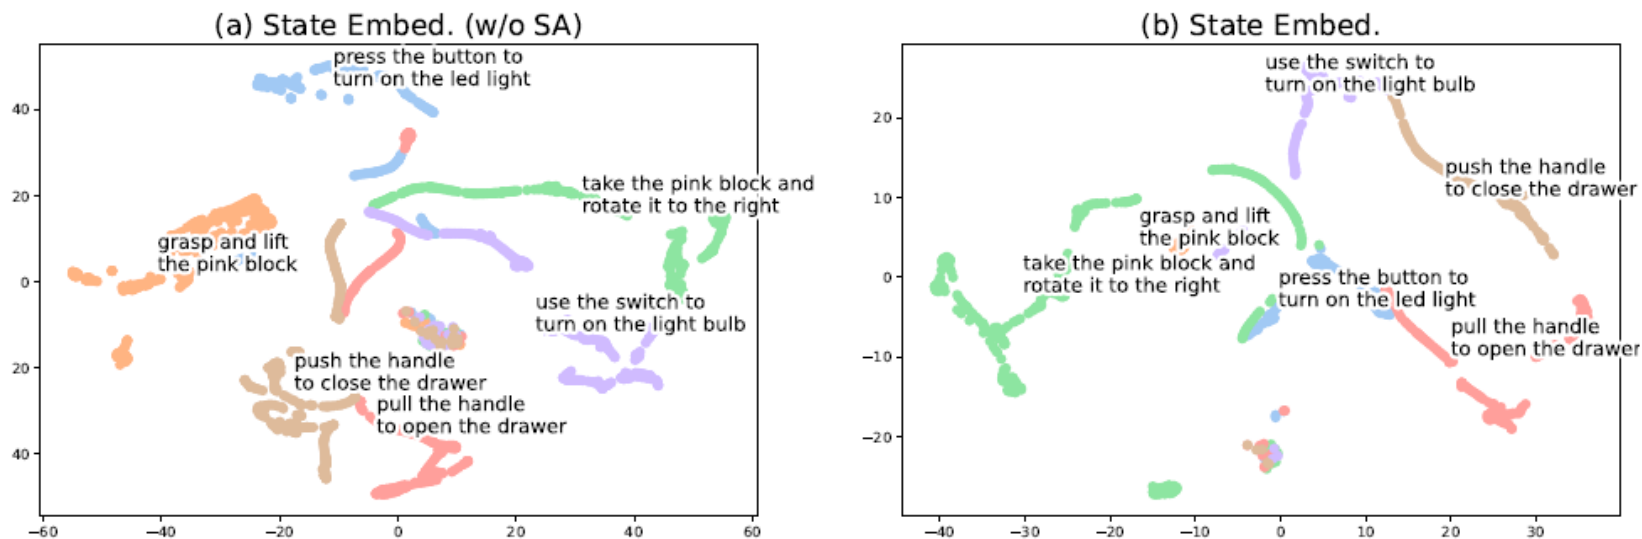 (a) State Embed. (w/o SA)
press the button to
turn on the led light
take the pink block and
rotate it to the right
grasp and lift
the pink block
use the switch to
turn on the light bulb
push the handle
to close the drawer
pull the handle
to open the drawer
40
20
0
20
40
−60
−40
−20
0
20
40
60
(b) State Embed.
use the switch to
turn on the light bulb
push the handle
to close the drawer
grasp and lift
the pink block
take the pink block and
rotate it to the right
press the button to
turn on the led light
pull the handle
to open the drawer
20
10
0
−10
−20
−40
−30
−20
−10
0
10
20
30